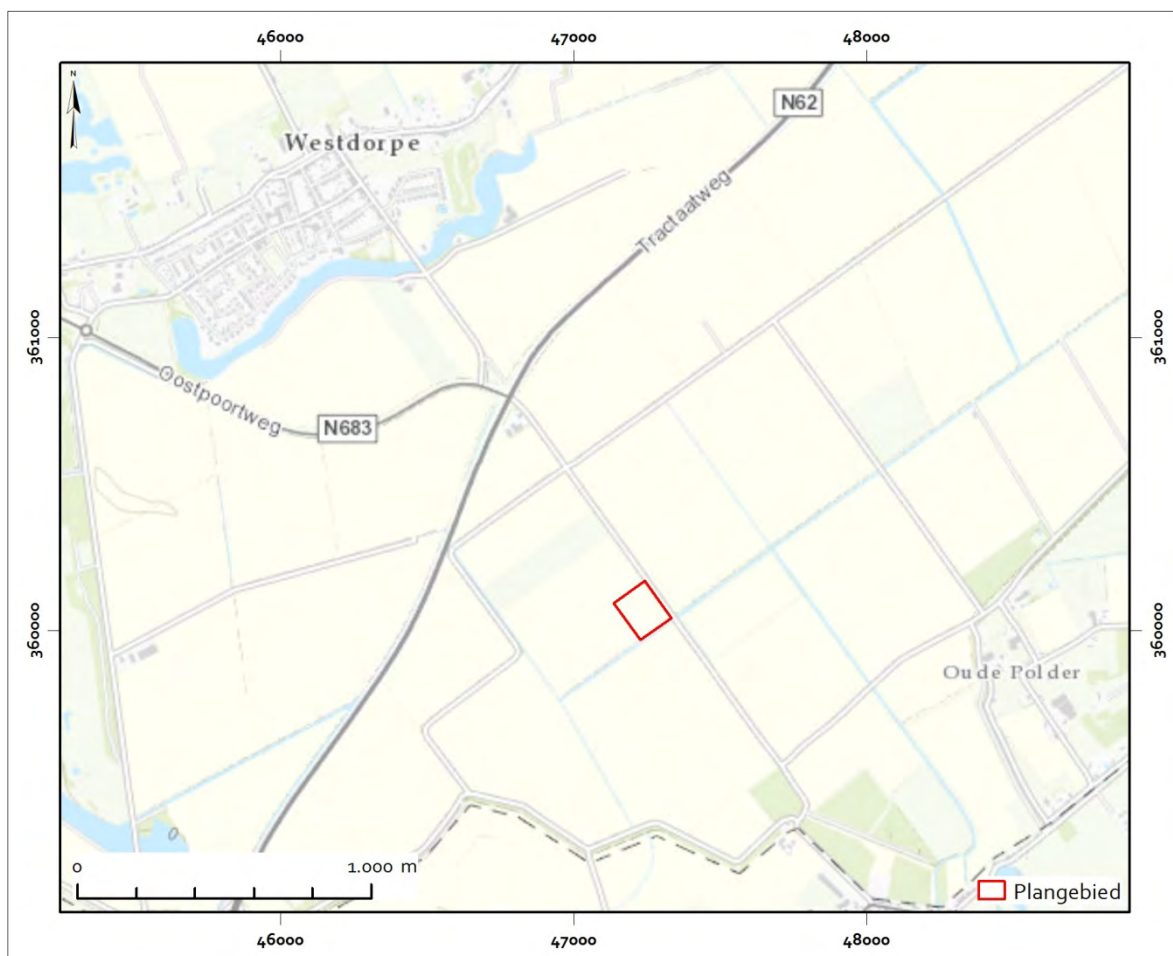 46000
47000
48000
N
N62
Westdorpe
Tractaatweg
361000
361000
Oostpoortweg
N683
360000
360000
Oude Polder
0
1.000 m
Plangebied
46000
47000
48000